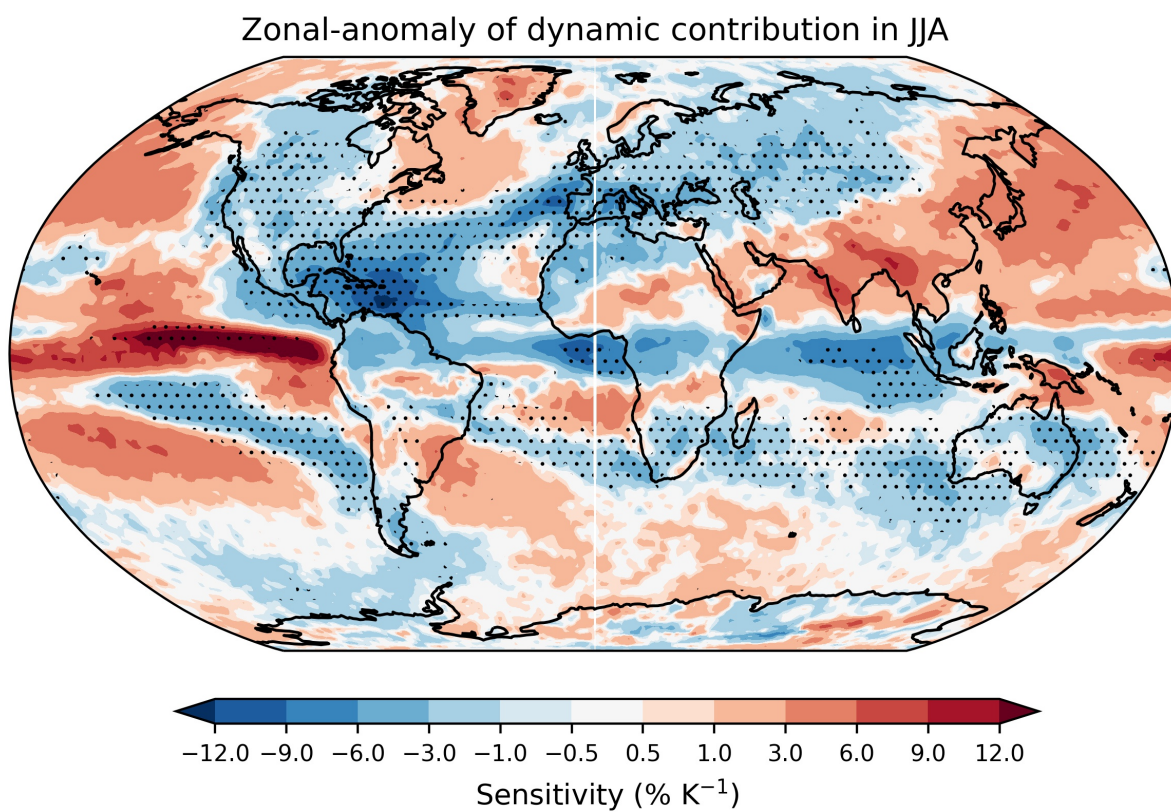 Zonal-anomaly of dynamic contribution in JJA
−12.0 −9.0 −6.0 −3.0 −1.0 −0.5 0.5 1.0 3.0 6.0 9.0 12.0
Sensitivity (% K⁻¹)